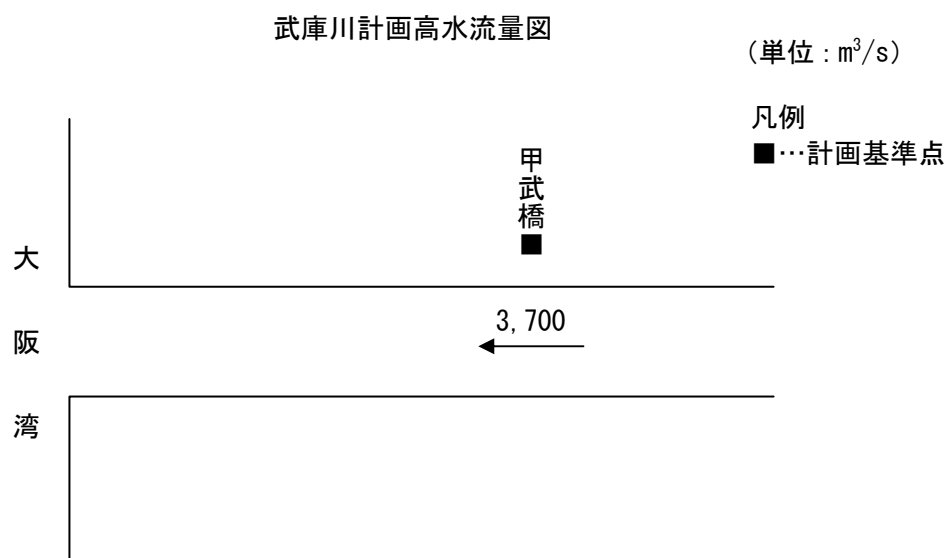 武庫川計画高水流量図
(単位:m³/s)
凡例
■…計画基準点
甲武橋
■
大阪湾
3,700